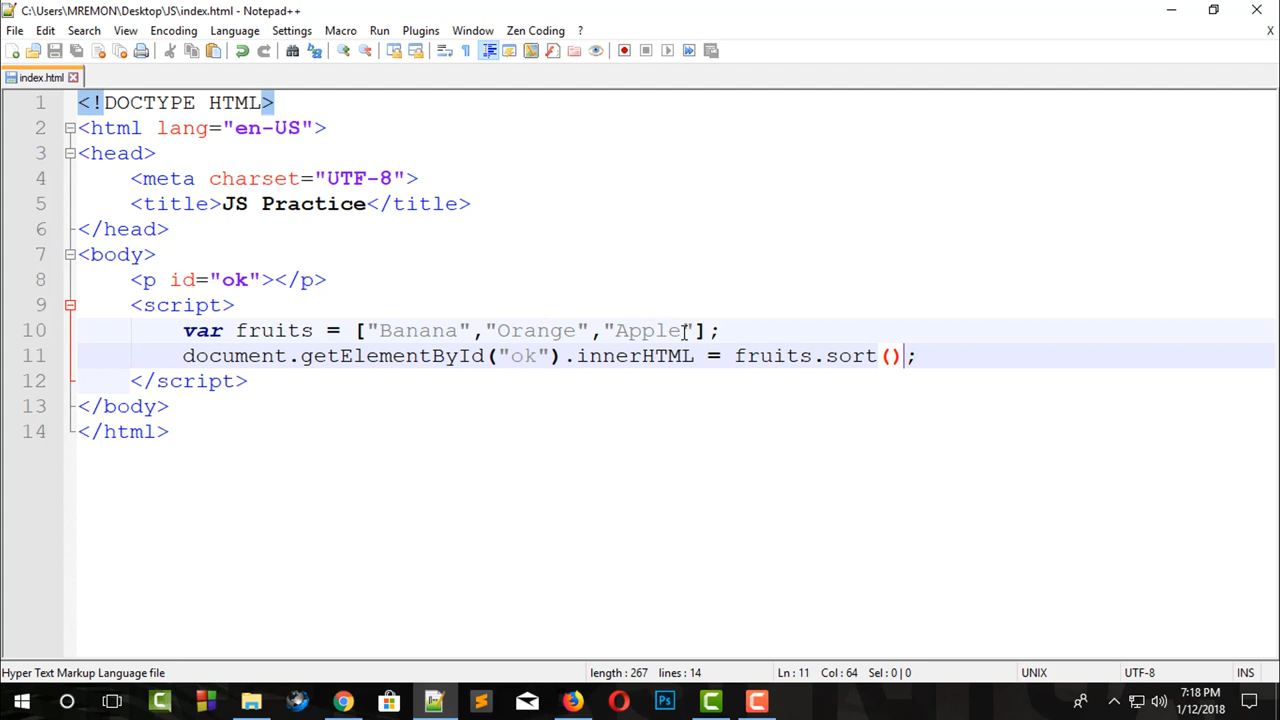 C:\Users\MREMON\Desktop\JS\index.html - Notepad++
File Edit Search View Encoding Language Settings Macro Run Plugins Window Zen Coding ? X
index.html
1 <!DOCTYPE HTML>
2 <html lang="en-US">
3 <head>
4 <meta charset="UTF-8">
5 <title>JS Practice</title>
6 </head>
7 <body>
8 <p id="ok"></p>
9 <script>
10 var fruits = ["Banana","Orange","Apple"];
11 document.getElementById("ok").innerHTML = fruits.sort();
12 </script>
13 </body>
14 </html>
Hyper Text Markup Language file length : 267 lines : 14 Ln : 11 Col : 64 Sel : 0 | 0 UNIX UTF-8 INS
7:18 PM
1/12/2018